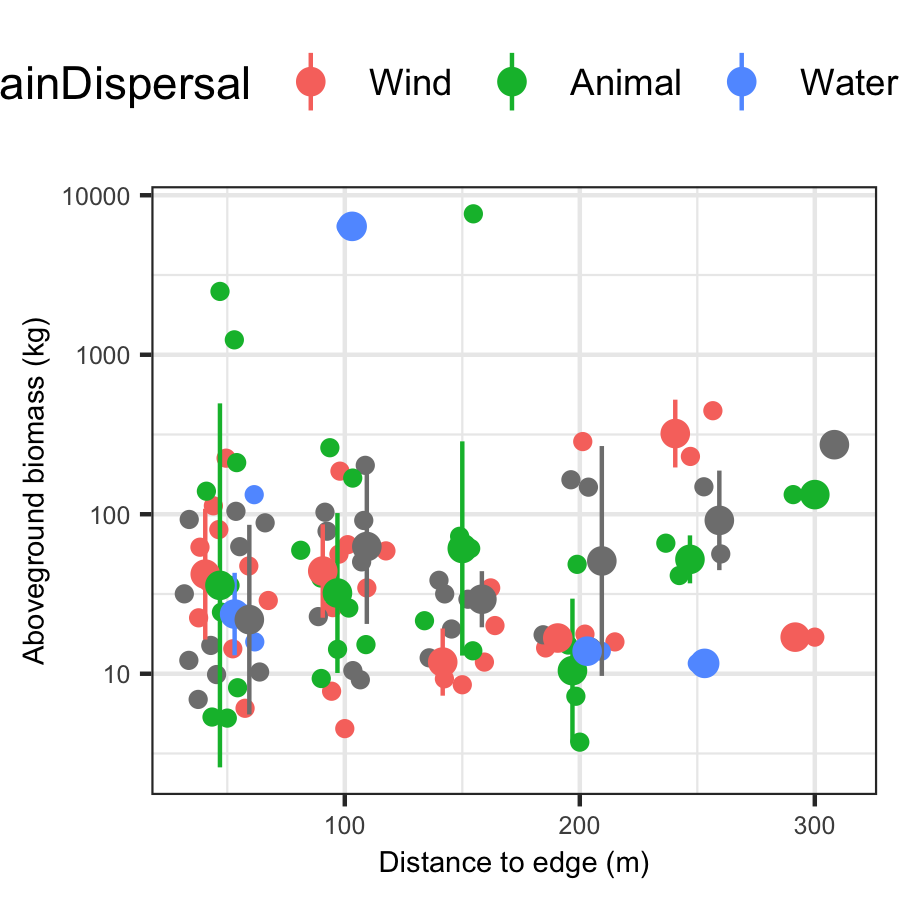 ainDispersal Wind Animal Water
10000
1000
100
10
Aboveground biomass (kg)
100 200 300
Distance to edge (m)